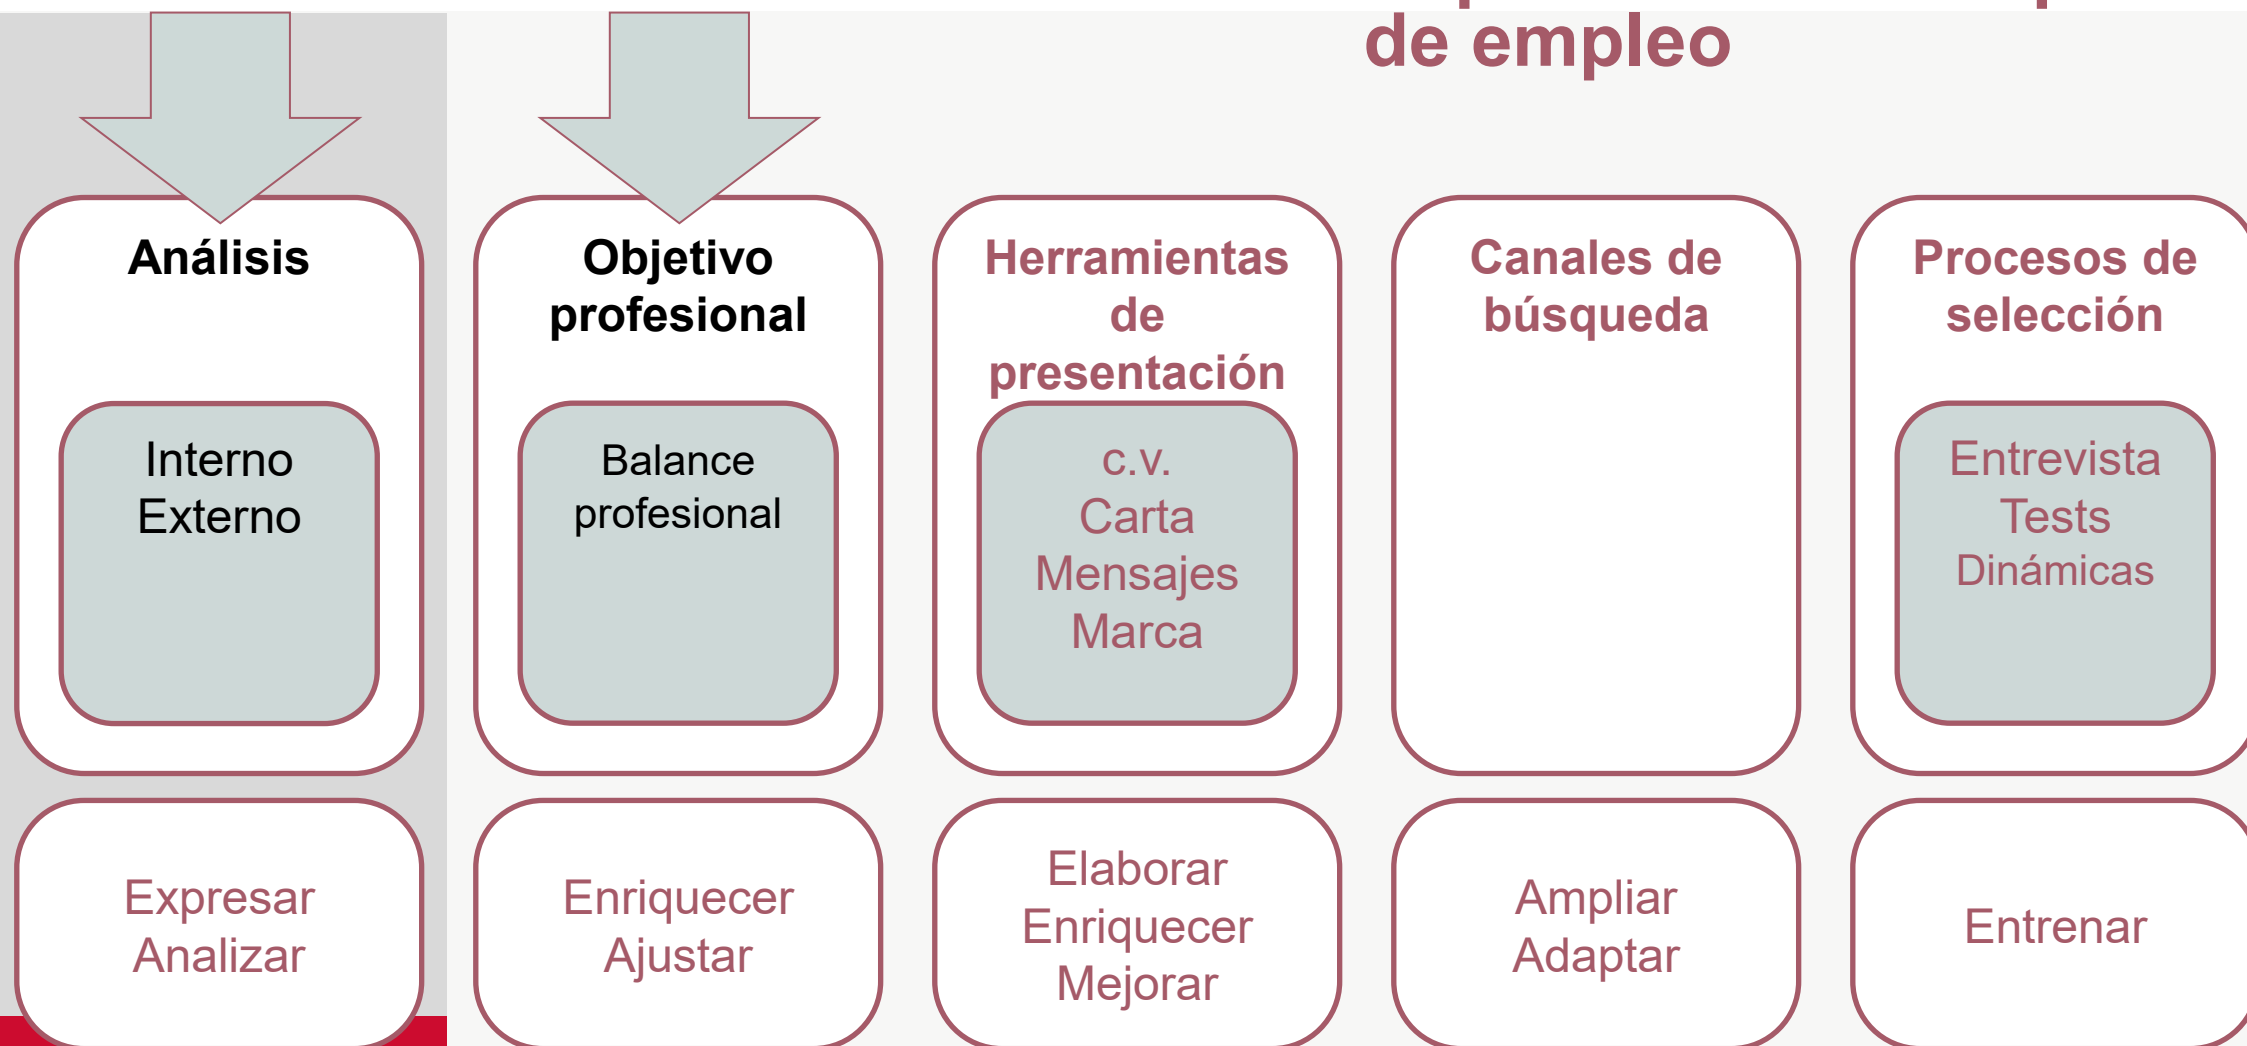 de empleo
Análisis
Interno
Externo
Expresar
Analizar
Objetivo
profesional
Balance
profesional
Enriquecer
Ajustar
Herramientas
de
presentación
c.v.
Carta
Mensajes
Marca
Elaborar
Enriquecer
Mejorar
Canales de
búsqueda
Ampliar
Adaptar
Procesos de
selección
Entrevista
Tests
Dinámicas
Entrenar